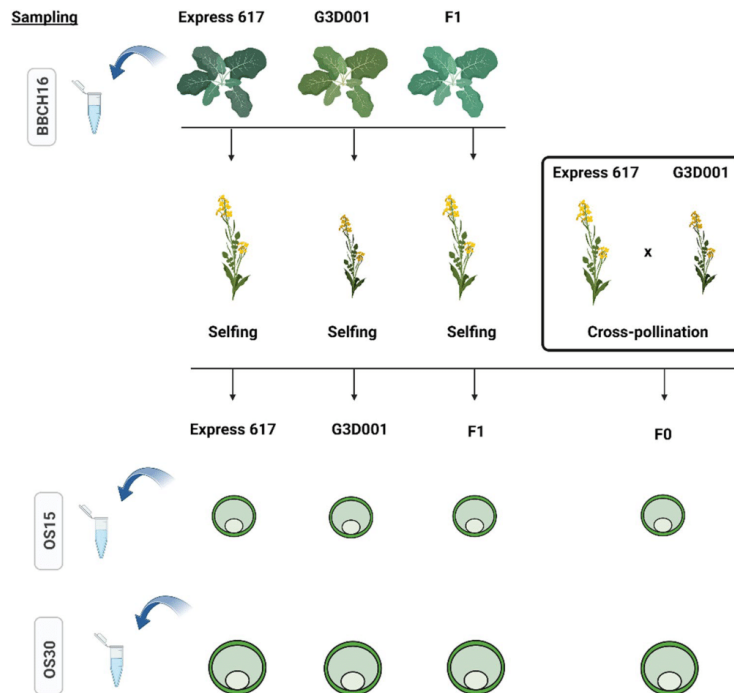 Sampling
Express 617 G3D001 F1
BBCH16
Express 617 G3D001
x
Selfing Selfing Selfing Cross-pollination
Express 617 G3D001 F1 F0
OS15
OS30